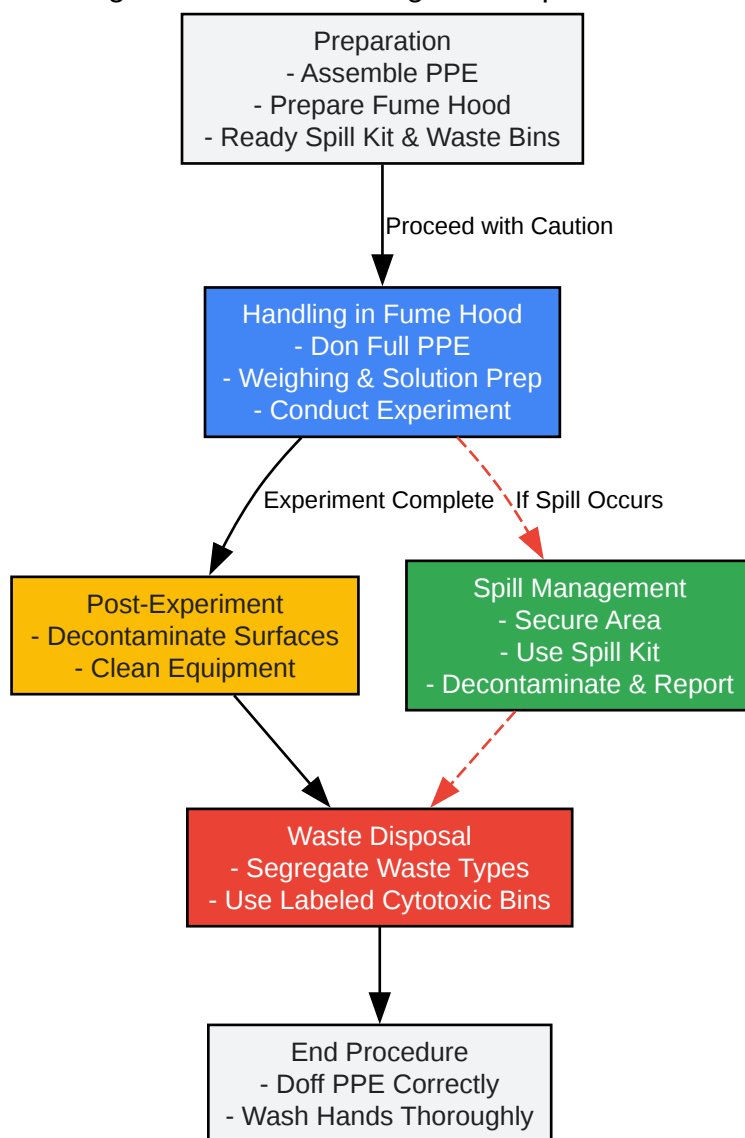 Preparation
- Assemble PPE
- Prepare Fume Hood
- Ready Spill Kit & Waste Bins
Proceed with Caution
Handling in Fume Hood
- Don Full PPE
- Weighing & Solution Prep
- Conduct Experiment
Experiment Complete
If Spill Occurs
Post-Experiment
- Decontaminate Surfaces
- Clean Equipment
Spill Management
- Secure Area
- Use Spill Kit
- Decontaminate & Report
Waste Disposal
- Segregate Waste Types
- Use Labeled Cytotoxic Bins
End Procedure
- Doff PPE Correctly
- Wash Hands Thoroughly